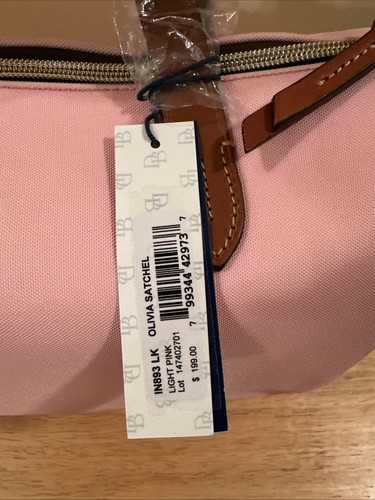 IN893 LK OLIVIA SATCHEL
LIGHT PINK
Lot 147402701
$ 199.00
7 99344 42973 7